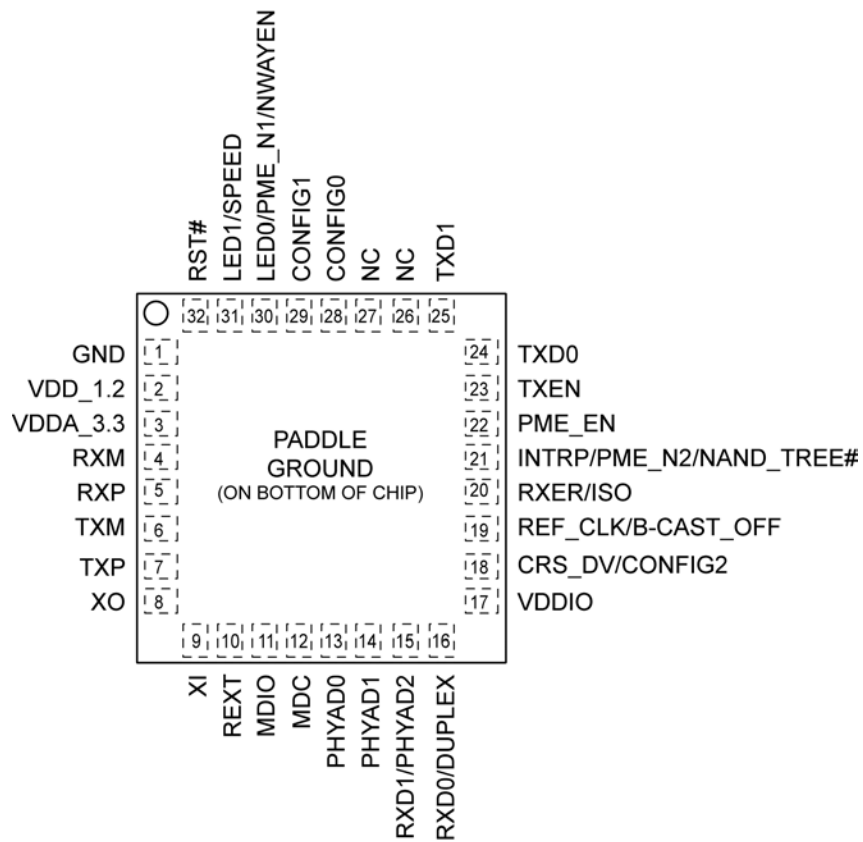 RST#
LED1/SPEED
LED0/PME_N1/NWAYEN
CONFIG1
CONFIG0
NC
NC
TXD1
32
31
30
29
28
27
26
25
GND 1
VDD_1.2 2
VDDA_3.3 3
RXM 4
RXP 5
TXM 6
TXP 7
XO 8
PADDLE
GROUND
(ON BOTTOM OF CHIP)
24 TXD0
23 TXEN
22 PME_EN
21 INTRP/PME_N2/NAND_TREE#
20 RXER/ISO
19 REF_CLK/B-CAST_OFF
18 CRS_DV/CONFIG2
17 VDDIO
9
10
11
12
13
14
15
16
XI
REXT
MDIO
MDC
PHYAD0
PHYAD1
RXD1/PHYAD2
RXD0/DUPLEX